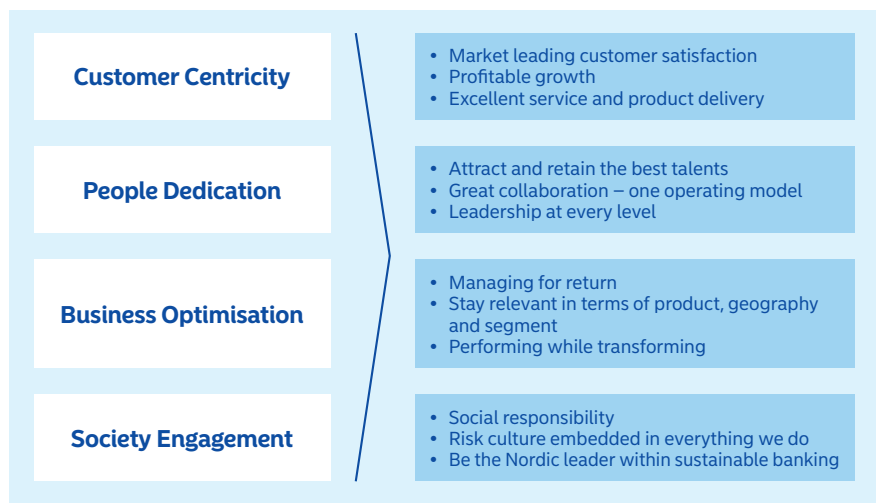 Customer Centricity
• Market leading customer satisfaction
• Profitable growth
• Excellent service and product delivery
People Dedication
• Attract and retain the best talents
• Great collaboration – one operating model
• Leadership at every level
Business Optimisation
• Managing for return
• Stay relevant in terms of product, geography
and segment
• Performing while transforming
Society Engagement
• Social responsibility
• Risk culture embedded in everything we do
• Be the Nordic leader within sustainable banking